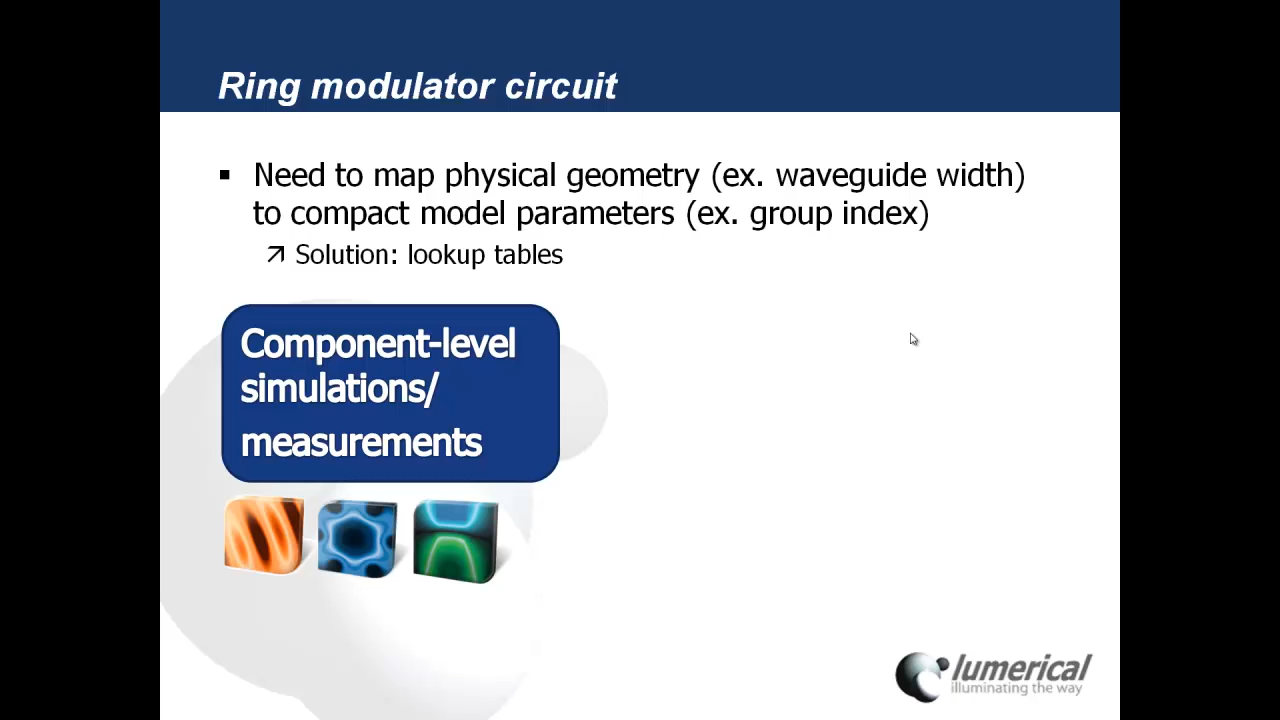 Ring modulator circuit
▪ Need to map physical geometry (ex. waveguide width)
to compact model parameters (ex. group index)
↗ Solution: lookup tables
Component-level
simulations/
measurements
lumerical
illuminating the way